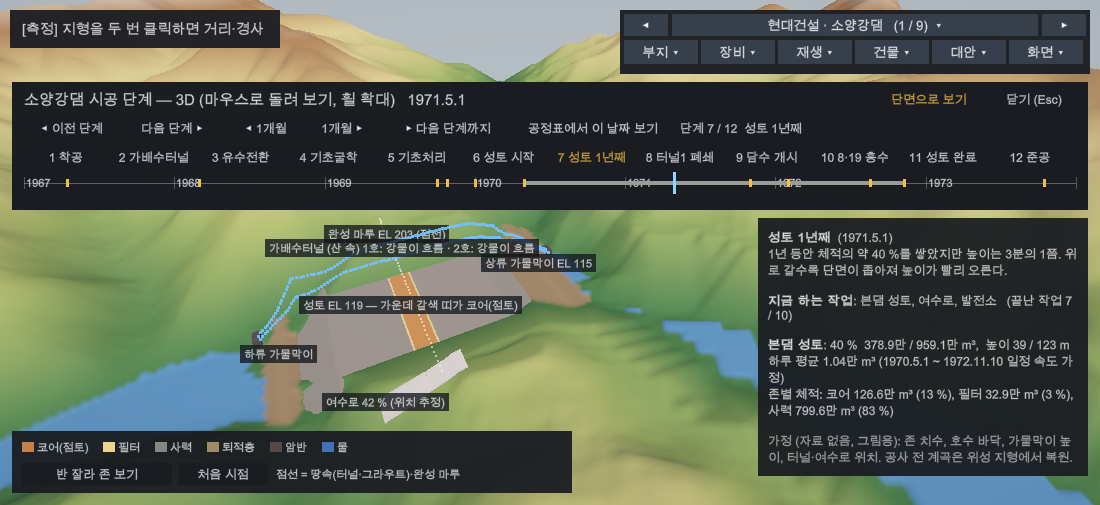 [측정] 지형을 두 번 클릭하면 거리·경사
◂ 현대건설 · 소양강댐 (1 / 9) ▾ ▸
부지 ▾ 장비 ▾ 재생 ▾ 건물 ▾ 대안 ▾ 화면 ▾
소양강댐 시공 단계 — 3D (마우스로 돌려 보기, 휠 확대) 1971.5.1 단면으로 보기 닫기 (Esc)
◂ 이전 단계 다음 단계 ▸ ◂ 1개월 1개월 ▸ ▸ 다음 단계까지 공정표에서 이 날짜 보기 단계 7 / 12 성토 1년째
1 착공 2 가배수터널 3 유수전환 4 기초굴착 5 기초처리 6 성토 시작 7 성토 1년째 8 터널1 폐쇄 9 담수 개시 10 8·19 홍수 11 성토 완료 12 준공
1967 1968 1969 1970 1971 1972 1973
완성 마루 EL 203 (점선)
가배수터널 (산 속) 1호: 강물이 흐름 · 2호: 강물이 흐름
상류 가물막이 EL 115
성토 EL 119 — 가운데 갈색 띠가 코어(점토)
하류 가물막이
여수로 42 % (위치 추정)
성토 1년째 (1971.5.1)
1년 동안 체적의 약 40 %를 쌓았지만 높이는 3분의 1쯤. 위
로 갈수록 단면이 좁아져 높이가 빨리 오른다.
지금 하는 작업: 본댐 성토, 여수로, 발전소 (끝난 작업 7
/ 10)
본댐 성토: 40 % 378.9만 / 959.1만 m³, 높이 39 / 123 m
하루 평균 1.04만 m³ (1970.5.1 ~ 1972.11.10 일정 속도 가
정)
존별 체적: 코어 126.6만 m³ (13 %), 필터 32.9만 m³ (3 %),
사력 799.6만 m³ (83 %)
가정 (자료 없음, 그림용): 존 치수, 호수 바닥, 가물막이 높
이, 터널·여수로 위치. 공사 전 계곡은 위성 지형에서 복원.
코어(점토) 필터 사력 퇴적층 암반 물
반 잘라 존 보기 처음 시점 점선 = 땅속(터널·그라우트)·완성 마루